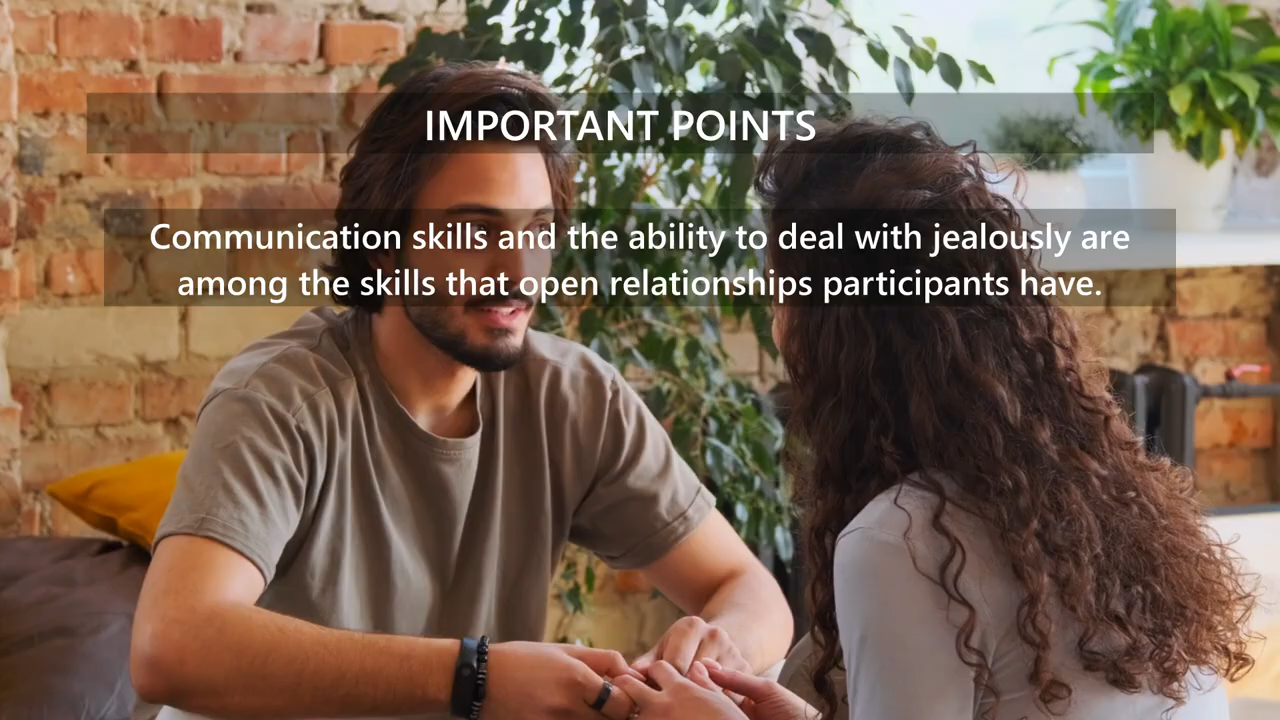 IMPORTANT POINTS
Communication skills and the ability to deal with jealously are
among the skills that open relationships participants have.